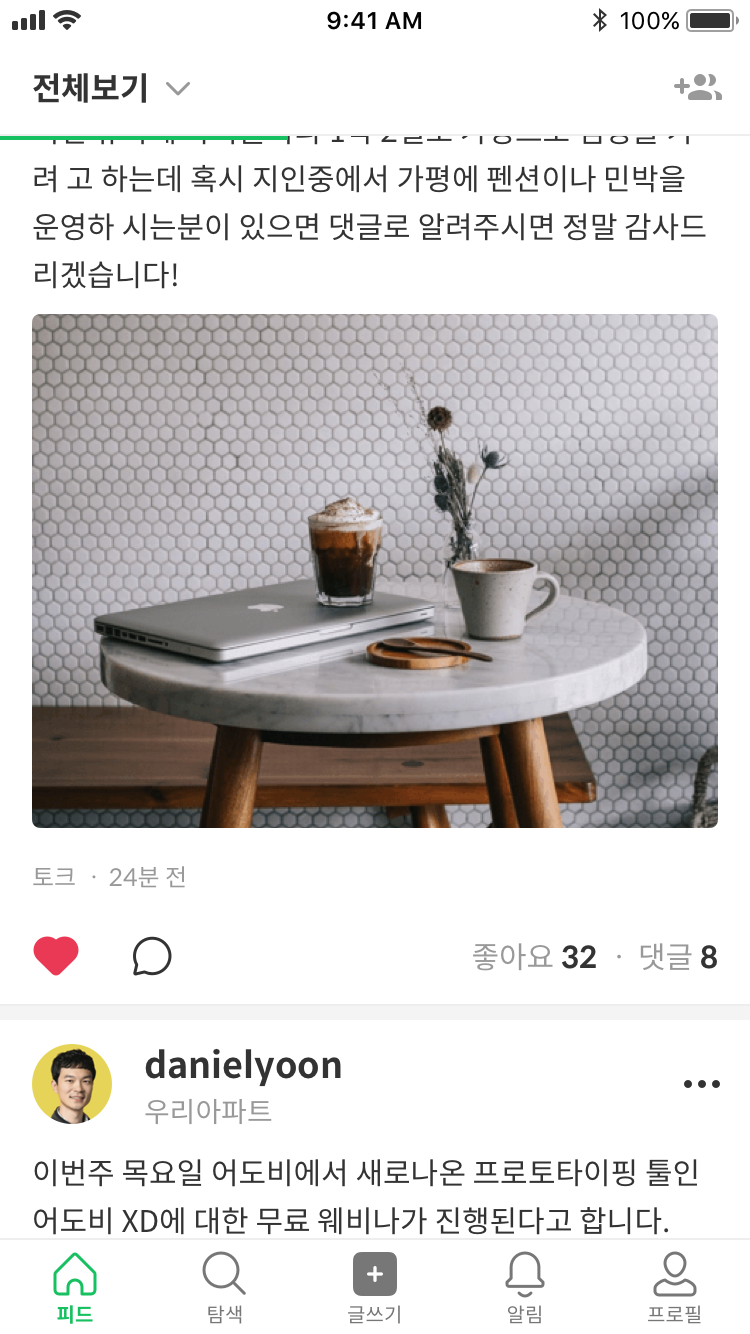 9:41 AM
100%
전체보기
려 고 하는데 혹시 지인중에서 가평에 펜션이나 민박을
운영하 시는분이 있으면 댓글로 알려주시면 정말 감사드
리겠습니다!
토크 · 24분 전
좋아요 32 · 댓글 8
danielyoon
우리아파트
이번주 목요일 어도비에서 새로나온 프로토타이핑 툴인
어도비 XD에 대한 무료 웨비나가 진행된다고 합니다.
피드
탐색
글쓰기
알림
프로필